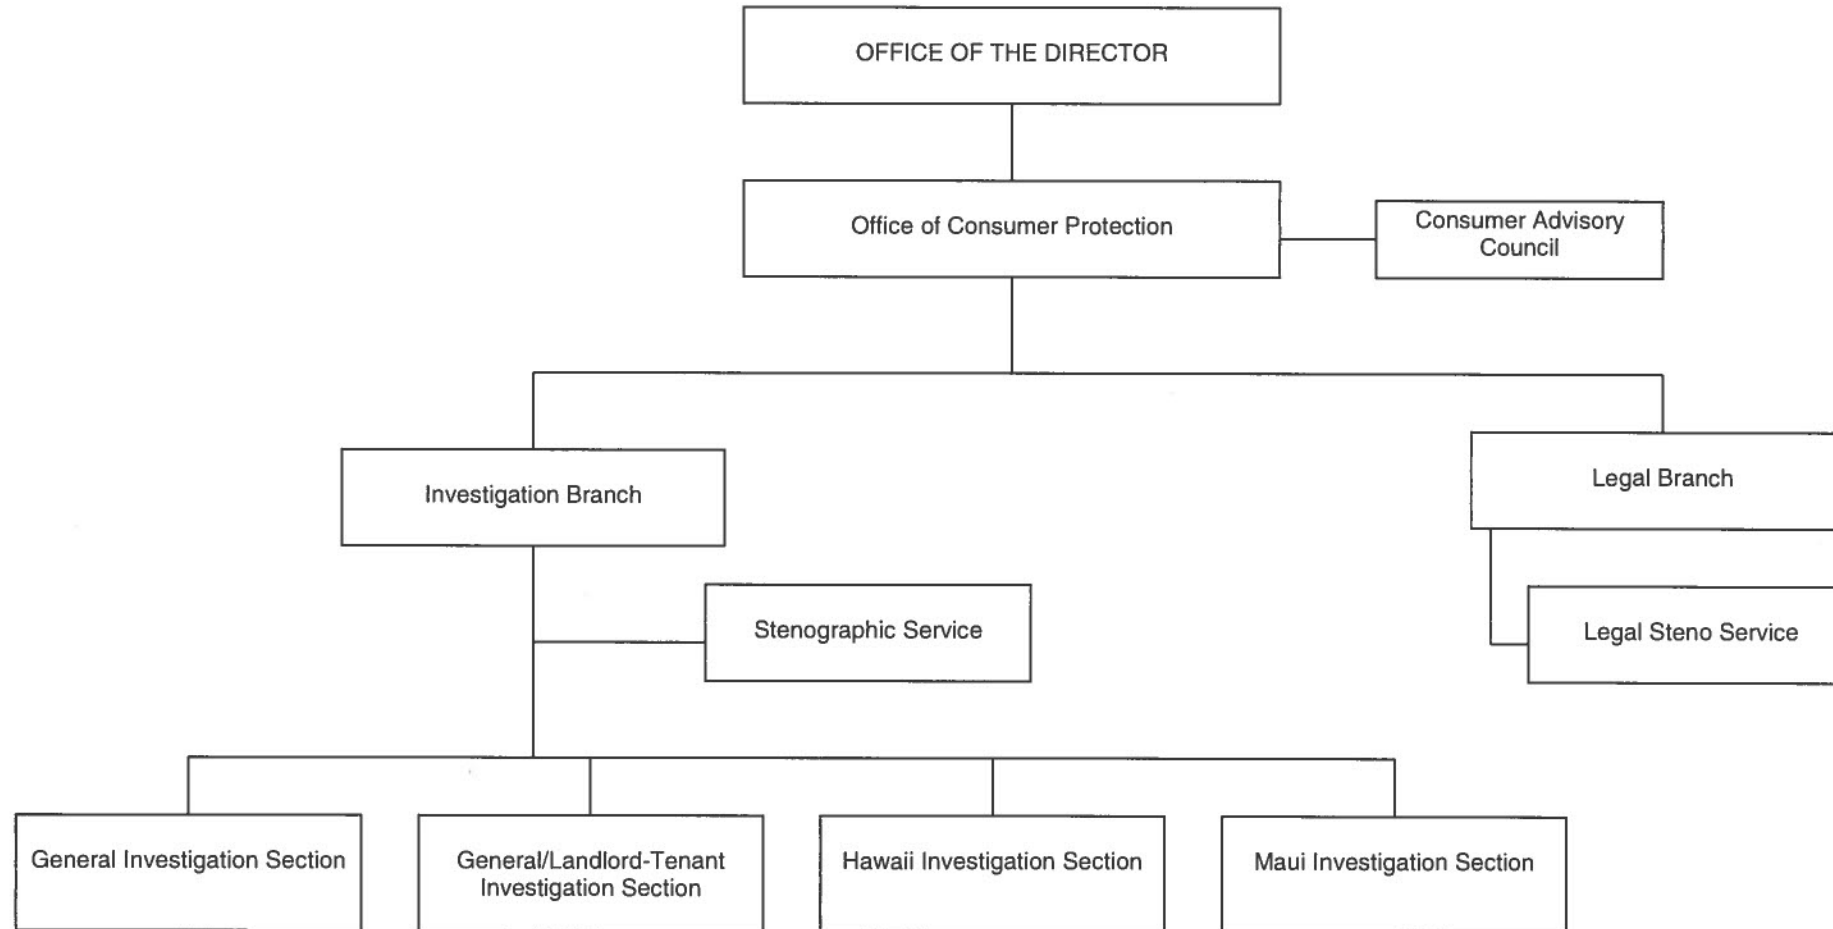 OFFICE OF THE DIRECTOR
Office of Consumer Protection
Consumer Advisory
Council
Investigation Branch
Legal Branch
Stenographic Service
Legal Steno Service
General Investigation Section
General/Landlord-Tenant
Investigation Section
Hawaii Investigation Section
Maui Investigation Section